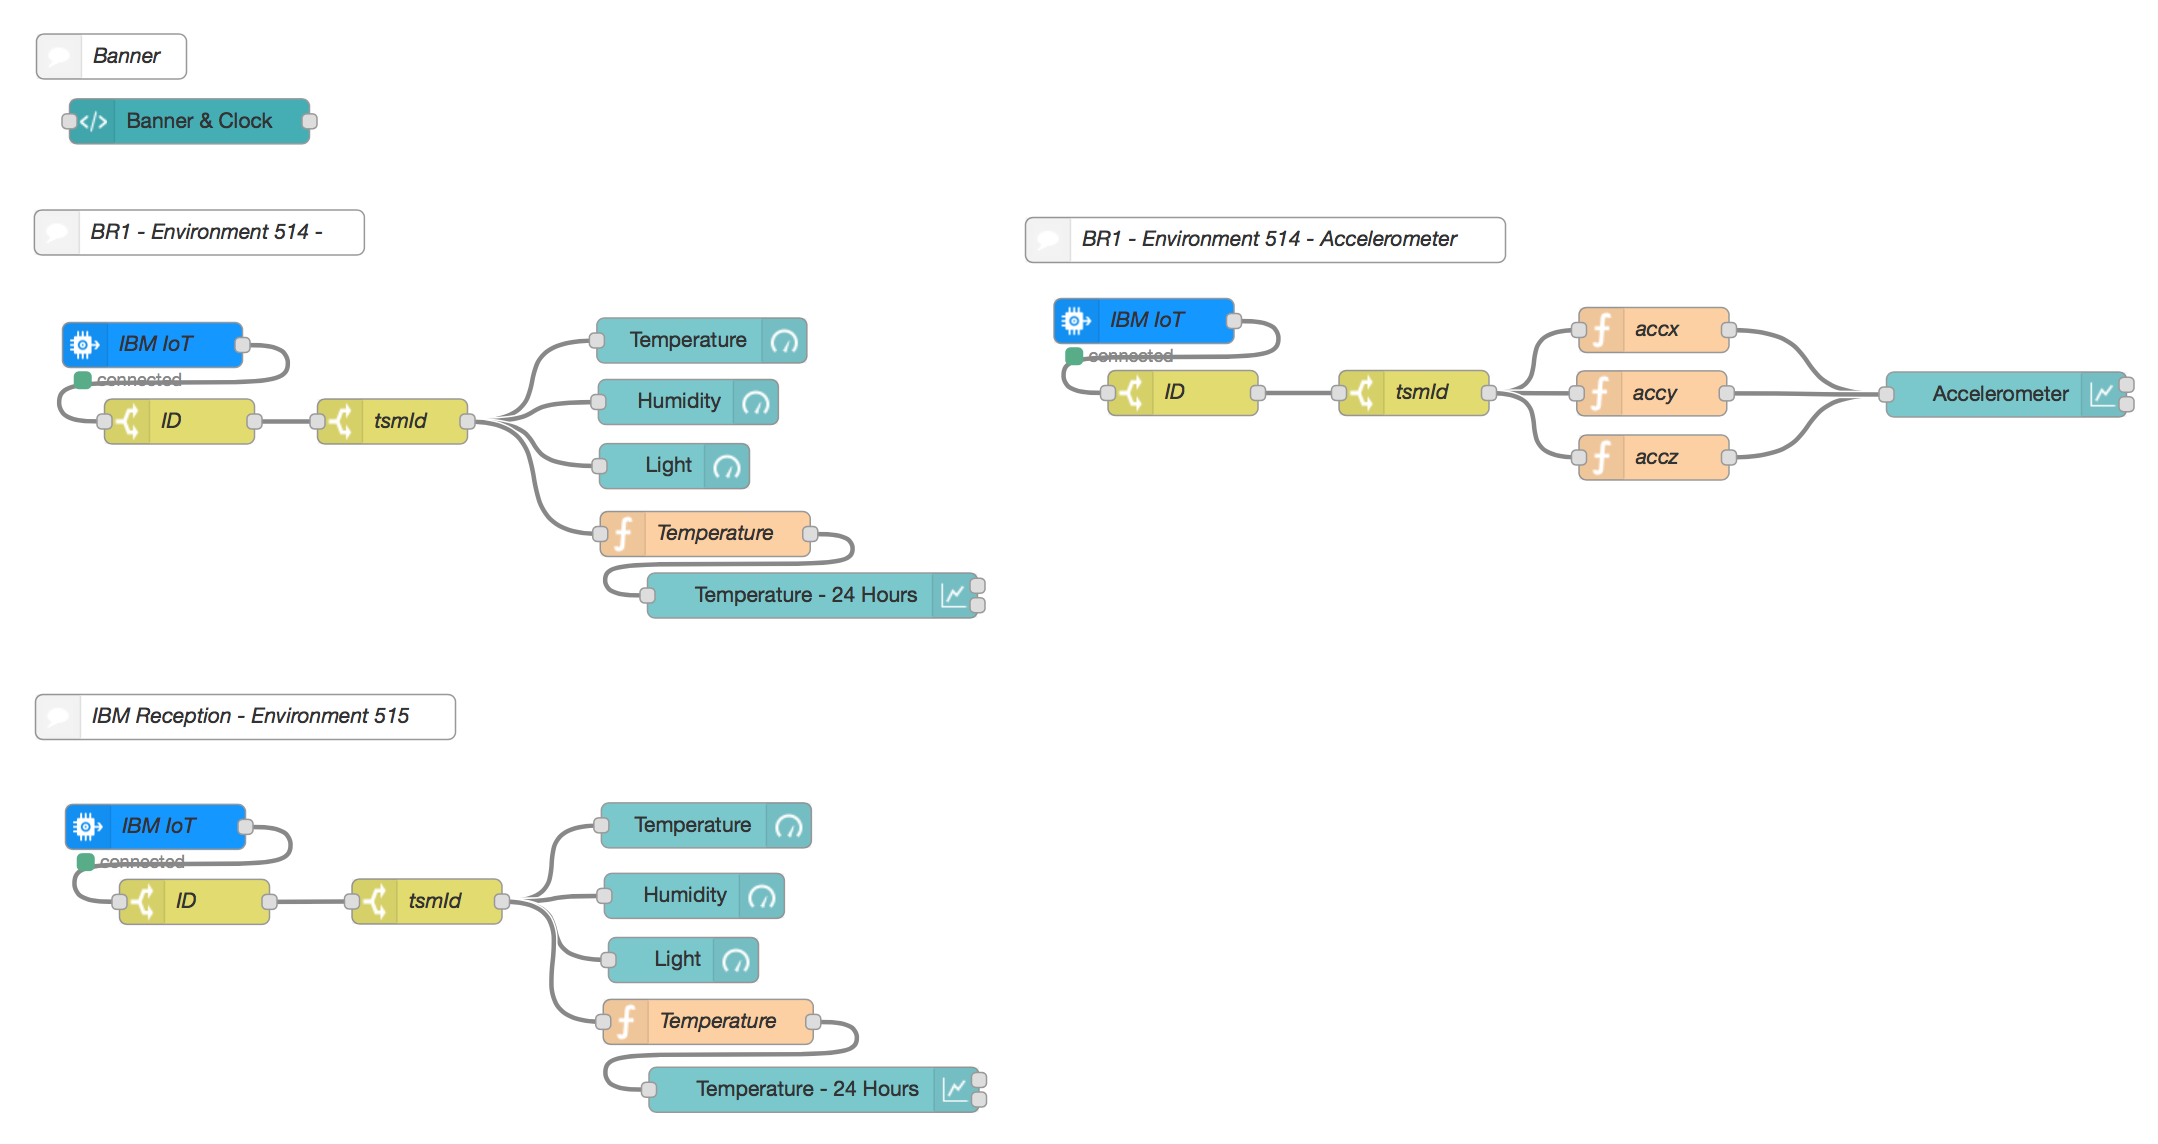 Banner
</> Banner & Clock
BR1 - Environment 514 -
IBM IoT
connected
ID
tsmId
Temperature
Humidity
Light
Temperature
Temperature - 24 Hours
BR1 - Environment 514 - Accelerometer
IBM IoT
connected
ID
tsmId
accx
accy
accz
Accelerometer
IBM Reception - Environment 515
IBM IoT
connected
ID
tsmId
Temperature
Humidity
Light
Temperature
Temperature - 24 Hours